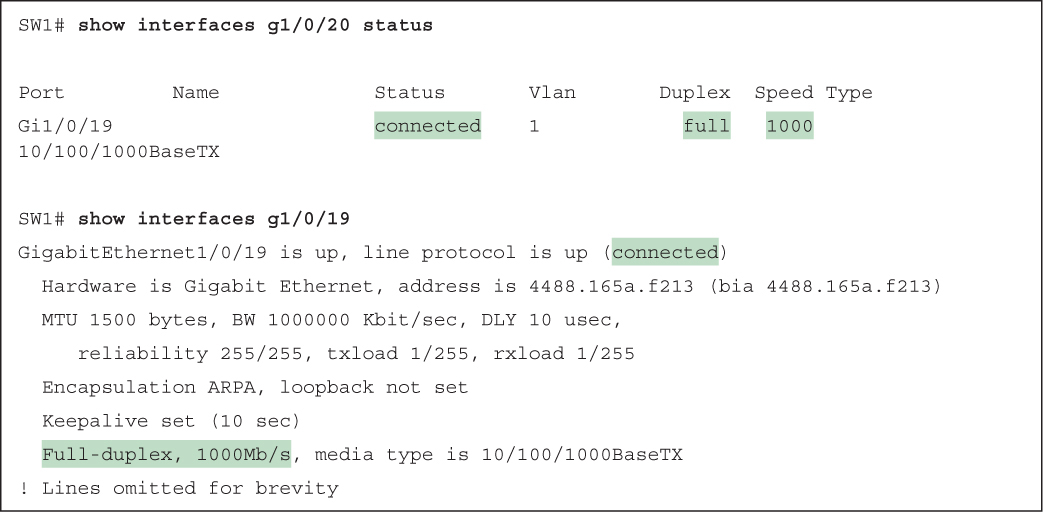 SW1# show interfaces g1/0/20 status
Port Name Status Vlan Duplex Speed Type
Gi1/0/19 connected 1 full 1000
10/100/1000BaseTX
SW1# show interfaces g1/0/19
GigabitEthernet1/0/19 is up, line protocol is up (connected)
Hardware is Gigabit Ethernet, address is 4488.165a.f213 (bia 4488.165a.f213)
MTU 1500 bytes, BW 1000000 Kbit/sec, DLY 10 usec,
reliability 255/255, txload 1/255, rxload 1/255
Encapsulation ARPA, loopback not set
Keepalive set (10 sec)
Full-duplex, 1000Mb/s, media type is 10/100/1000BaseTX
! Lines omitted for brevity